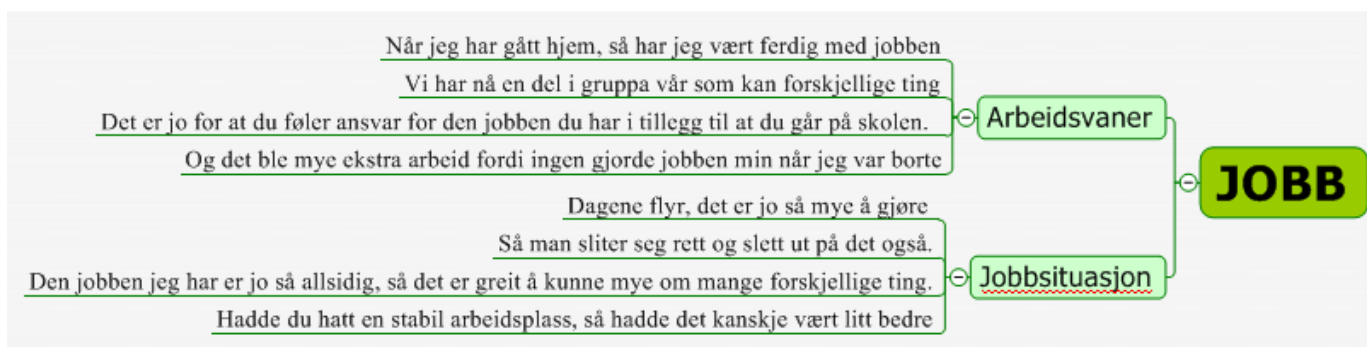 Når jeg har gått hjem, så har jeg vært ferdig med jobben
Vi har nå en del i gruppa vår som kan forskjellige ting
Det er jo for at du føler ansvar for den jobben du har i tillegg til at du går på skolen.
Og det ble mye ekstra arbeid fordi ingen gjorde jobben min når jeg var borte
Arbeidsvaner
JOBB
Dagene flyr, det er jo så mye å gjøre
Så man sliter seg rett og slett ut på det også.
Den jobben jeg har er jo så allsidig, så det er greit å kunne mye om mange forskjellige ting.
Hadde du hatt en stabil arbeidsplass, så hadde det kanskje vært litt bedre
Jobbsituasjon